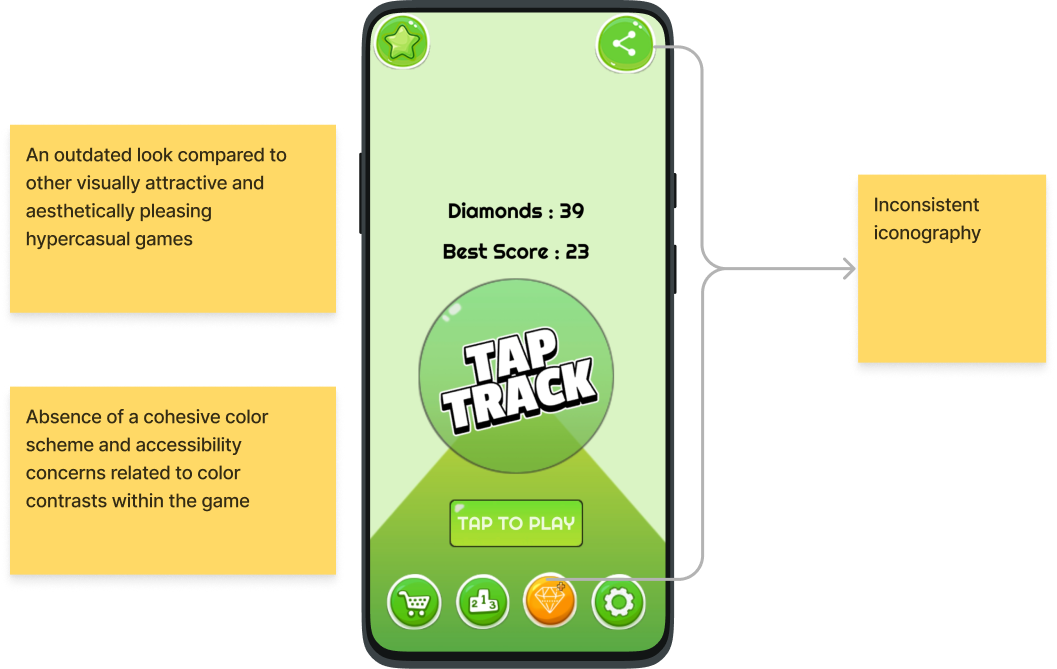 An outdated look compared to
other visually attractive and
aesthetically pleasing
hypercasual games
Absence of a cohesive color
scheme and accessibility
concerns related to color
contrasts within the game
Diamonds : 39
Best Score : 23
TAP
TRACK
TAP TO PLAY
2 1 3
Inconsistent
iconography